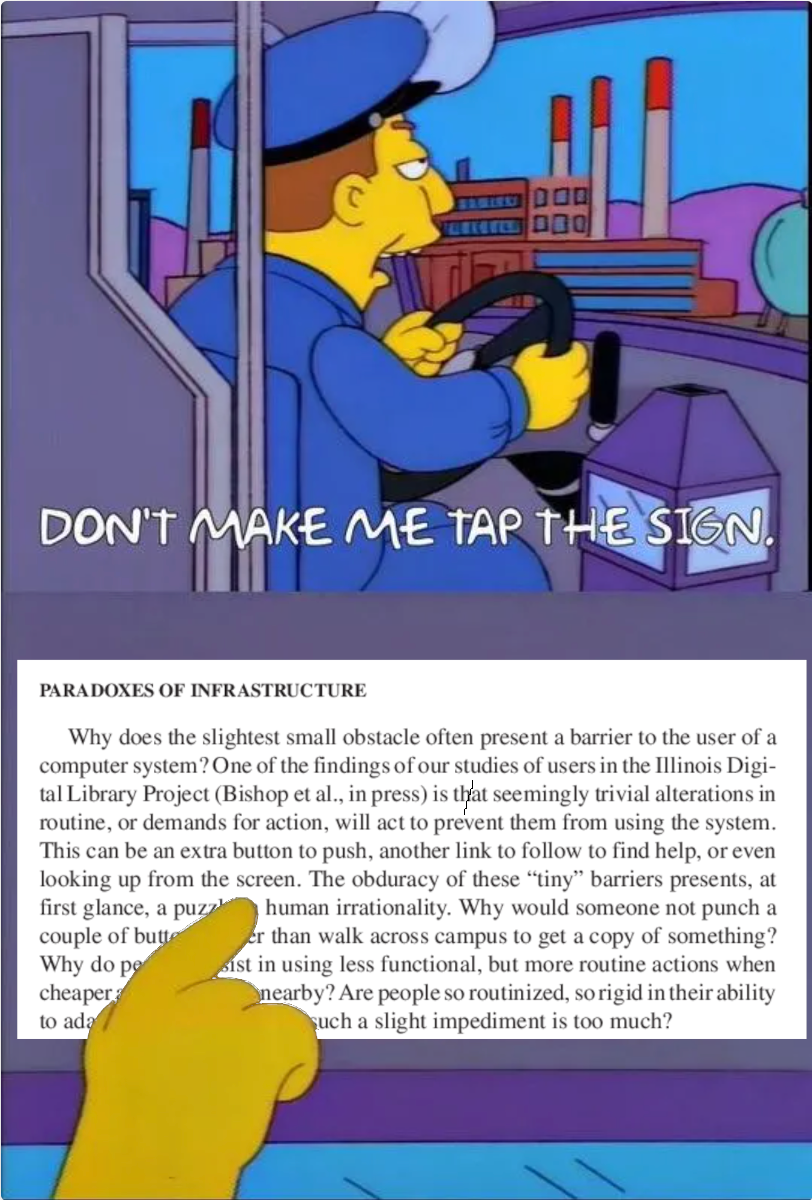 DON'T MAKE ME TAP THE SIGN.
PARADOXES OF INFRASTRUCTURE
Why does the slightest small obstacle often present a barrier to the user of a
computer system? One of the findings of our studies of users in the Illinois Digi-
tal Library Project (Bishop et al., in press) is that seemingly trivial alterations in
routine, or demands for action, will act to prevent them from using the system.
This can be an extra button to push, another link to follow to find help, or even
looking up from the screen. The obduracy of these “tiny” barriers presents, at
first glance, a human irrationality. Why would someone not punch a
couple of than walk across campus to get a copy of something?
Why do in using less functional, but more routine actions when
cheaper nearby? Are people so routinized, so rigid in their ability
to such a slight impediment is too much?